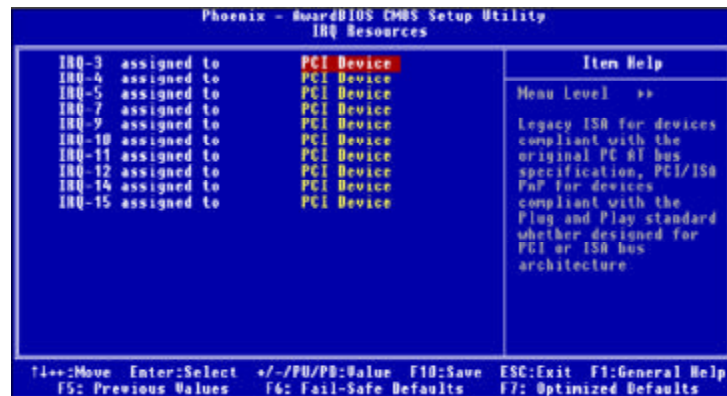 Phoenix - AwardBIOS CMOS Setup Utility
IRQ Resources
IRQ-3 assigned to PCI Device
IRQ-4 assigned to PCI Device
IRQ-5 assigned to PCI Device
IRQ-7 assigned to PCI Device
IRQ-9 assigned to PCI Device
IRQ-10 assigned to PCI Device
IRQ-11 assigned to PCI Device
IRQ-12 assigned to PCI Device
IRQ-14 assigned to PCI Device
IRQ-15 assigned to PCI Device
Item Help
Menu Level ▸▸
Legacy ISA for devices
compliant with the
original PC AT bus
specification, PCI/ISA
PnP for devices
compliant with the
Plug and Play standard
whether designed for
PCI or ISA bus
architecture
↑↓↔:Move Enter:Select +/-/PU/PD:Value F10:Save ESC:Exit F1:General Help
F5: Previous Values F6: Fail-Safe Defaults F7: Optimized Defaults